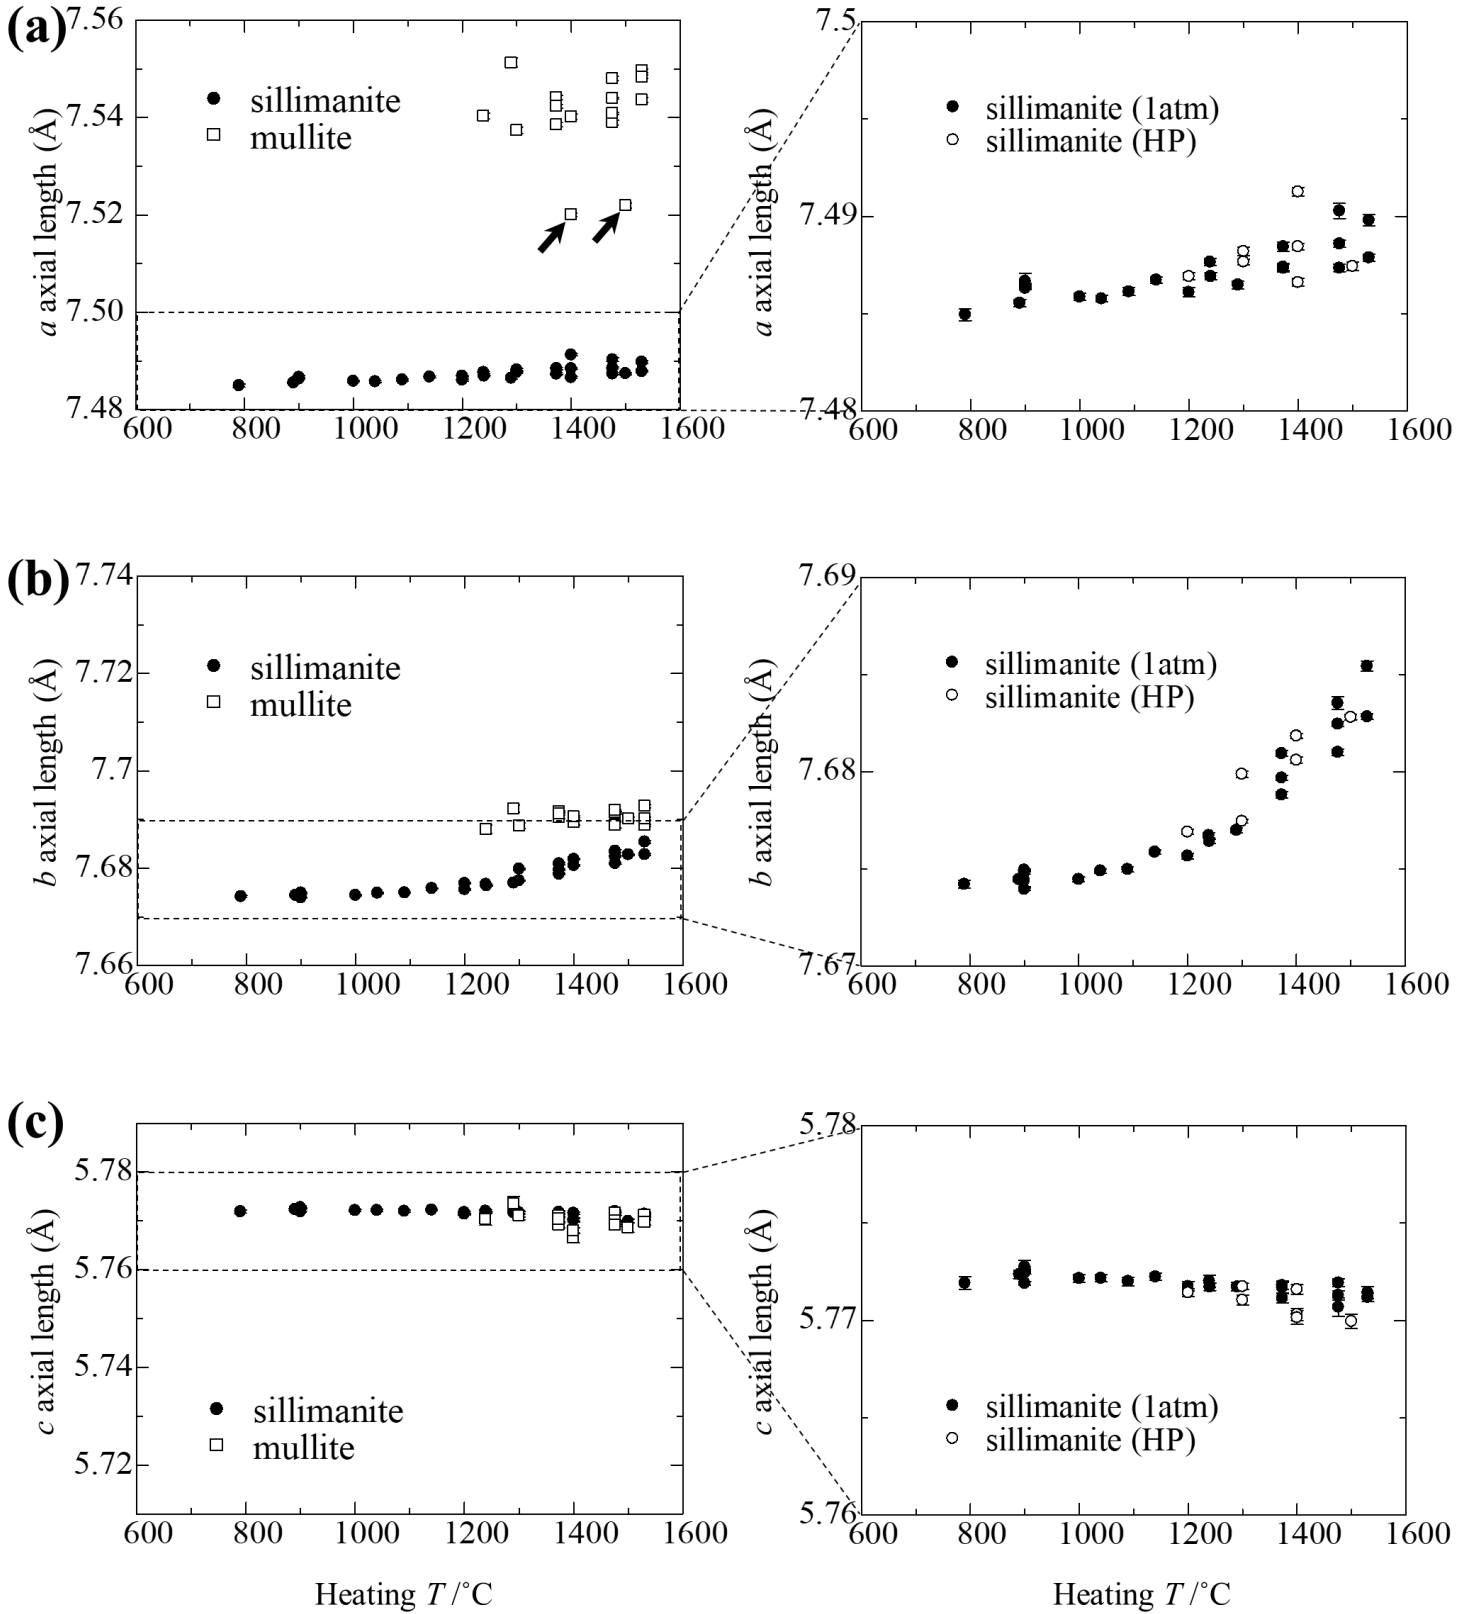 (a)
7.56
7.54
7.52
7.50
7.48
a axial length (Å)
sillimanite
mullite
600 800 1000 1200 1400 1600
7.5
7.49
7.48
a axial length (Å)
sillimanite (1atm)
sillimanite (HP)
600 800 1000 1200 1400 1600
(b)
7.74
7.72
7.7
7.68
7.66
b axial length (Å)
sillimanite
mullite
600 800 1000 1200 1400 1600
7.69
7.68
7.67
b axial length (Å)
sillimanite (1atm)
sillimanite (HP)
600 800 1000 1200 1400 1600
(c)
5.78
5.76
5.74
5.72
c axial length (Å)
sillimanite
mullite
600 800 1000 1200 1400 1600
Heating T /˚C
5.78
5.77
5.76
c axial length (Å)
sillimanite (1atm)
sillimanite (HP)
600 800 1000 1200 1400 1600
Heating T /˚C